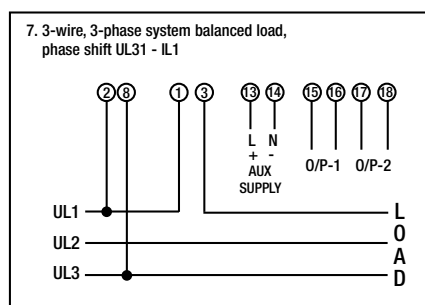 7. 3-wire, 3-phase system balanced load,
phase shift UL31 - IL1
2 8 1 3 13 14 15 16 17 18
L N
+ -
AUX
SUPPLY
O/P-1 O/P-2
UL1
UL2
UL3
L
O
A
D